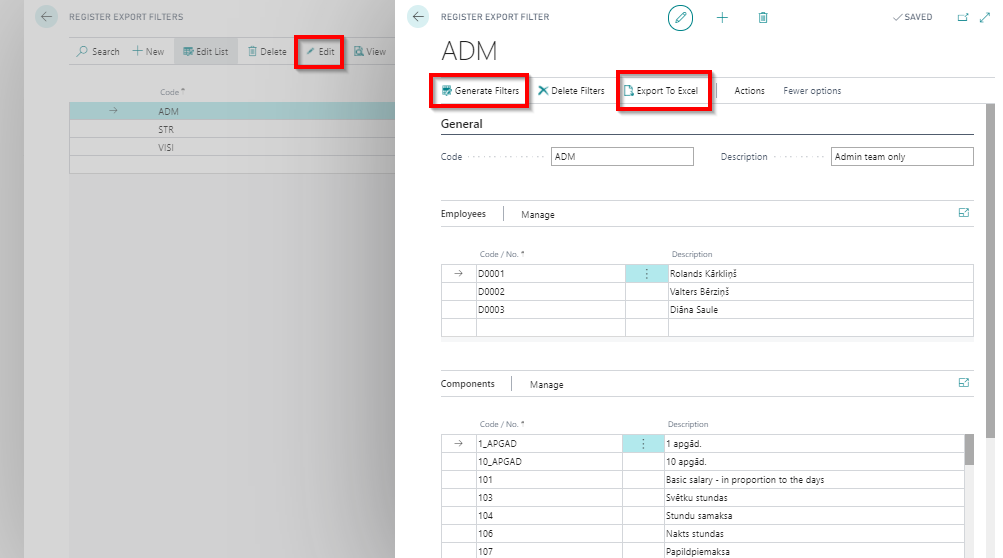 REGISTER EXPORT FILTERS
Search New Edit List Delete Edit View
Code
ADM
STR
VISI
REGISTER EXPORT FILTER
SAVED
ADM
Generate Filters Delete Filters Export To Excel Actions Fewer options
General
Code ADM Description Admin team only
Employees Manage
Code / No. Description
D0001 Rolands Kārkliņš
D0002 Valters Bērziņš
D0003 Diāna Saule
Components Manage
Code / No. Description
1_APGAD 1 apgād.
10_APGAD 10 apgād.
101 Basic salary - in proportion to the days
103 Svētku stundas
104 Stundu samaksa
106 Nakts stundas
107 Papildpiemaksa